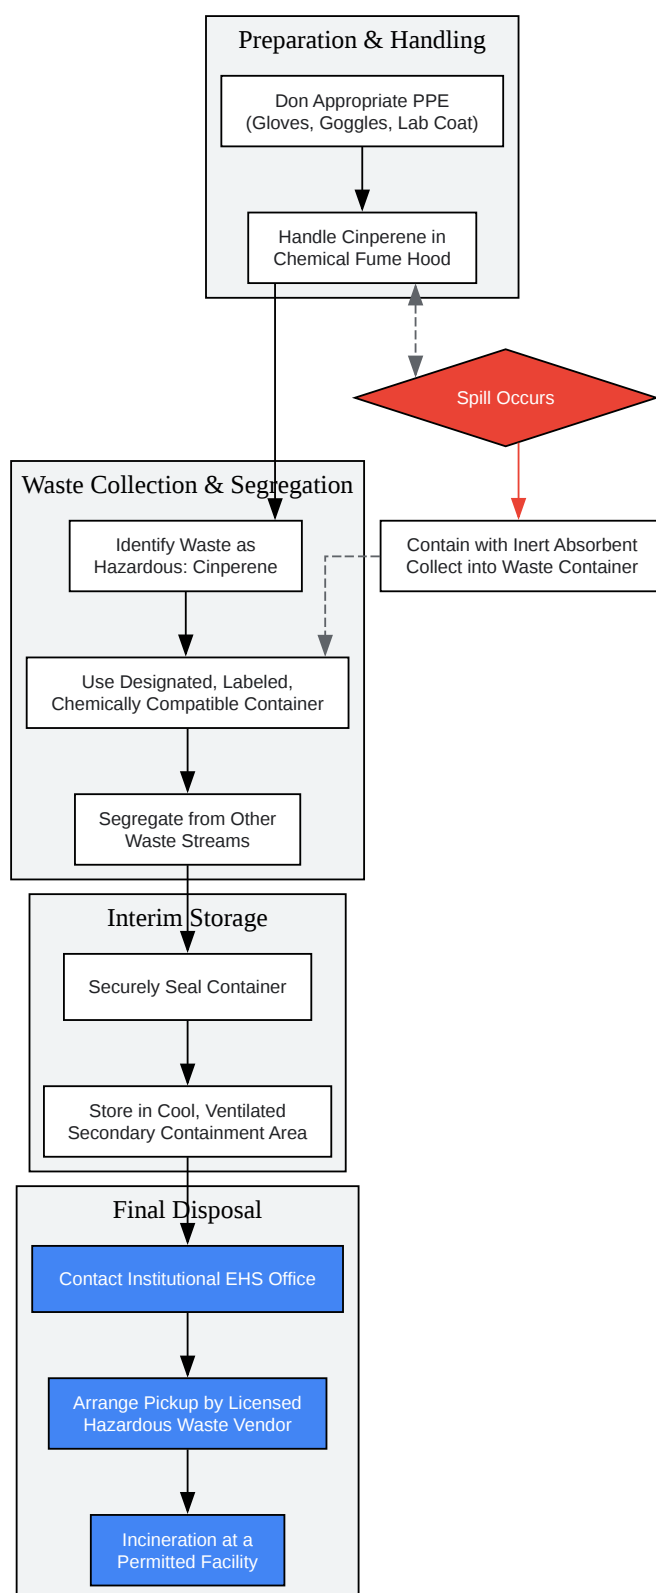 Preparation & Handling
Don Appropriate PPE
(Gloves, Goggles, Lab Coat)
Handle Cinperene in
Chemical Fume Hood
Spill Occurs
Waste Collection & Segregation
Identify Waste as
Hazardous: Cinperene
Contain with Inert Absorbent
Collect into Waste Container
Use Designated, Labeled,
Chemically Compatible Container
Segregate from Other
Waste Streams
Interim Storage
Securely Seal Container
Store in Cool, Ventilated
Secondary Containment Area
Final Disposal
Contact Institutional EHS Office
Arrange Pickup by Licensed
Hazardous Waste Vendor
Incineration at a
Permitted Facility